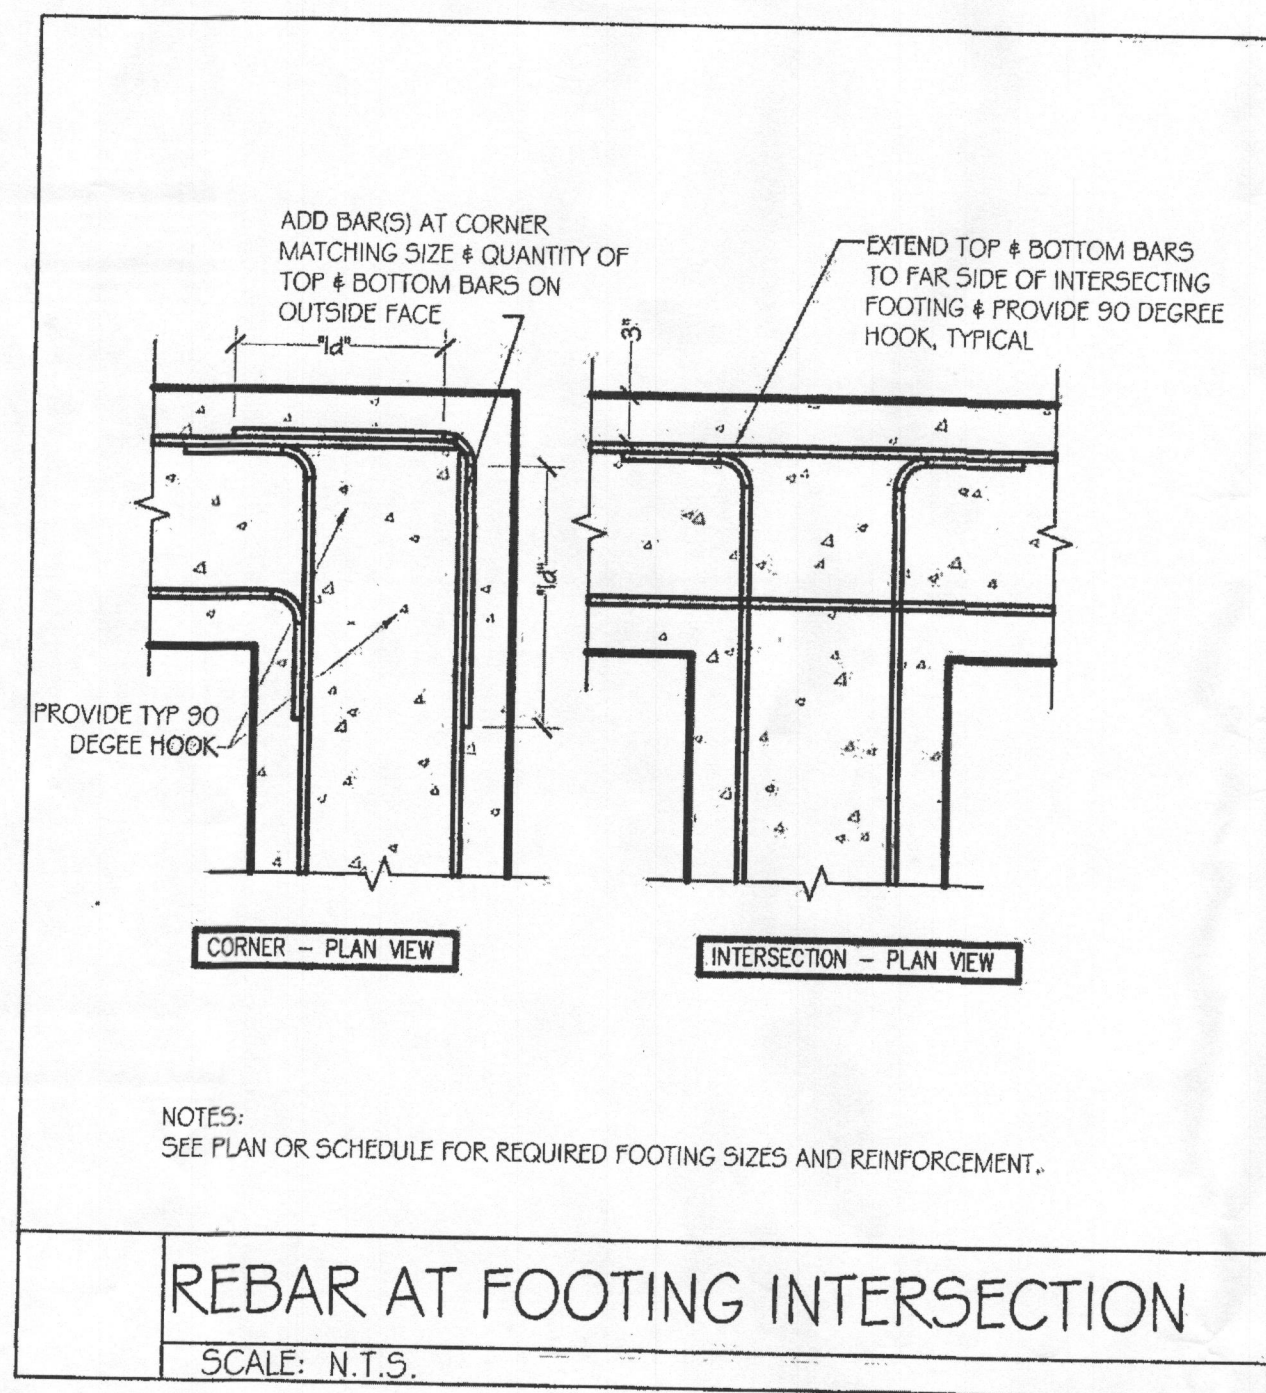 ADD BAR(S) AT CORNER
MATCHING SIZE & QUANTITY OF
TOP & BOTTOM BARS ON
OUTSIDE FACE
"ld"
"ld"
PROVIDE TYP 90
DEGEE HOOK
CORNER – PLAN VIEW
3"
EXTEND TOP & BOTTOM BARS
TO FAR SIDE OF INTERSECTING
FOOTING & PROVIDE 90 DEGREE
HOOK, TYPICAL
INTERSECTION – PLAN VIEW
NOTES:
SEE PLAN OR SCHEDULE FOR REQUIRED FOOTING SIZES AND REINFORCEMENT.
REBAR AT FOOTING INTERSECTION
SCALE: N.T.S.